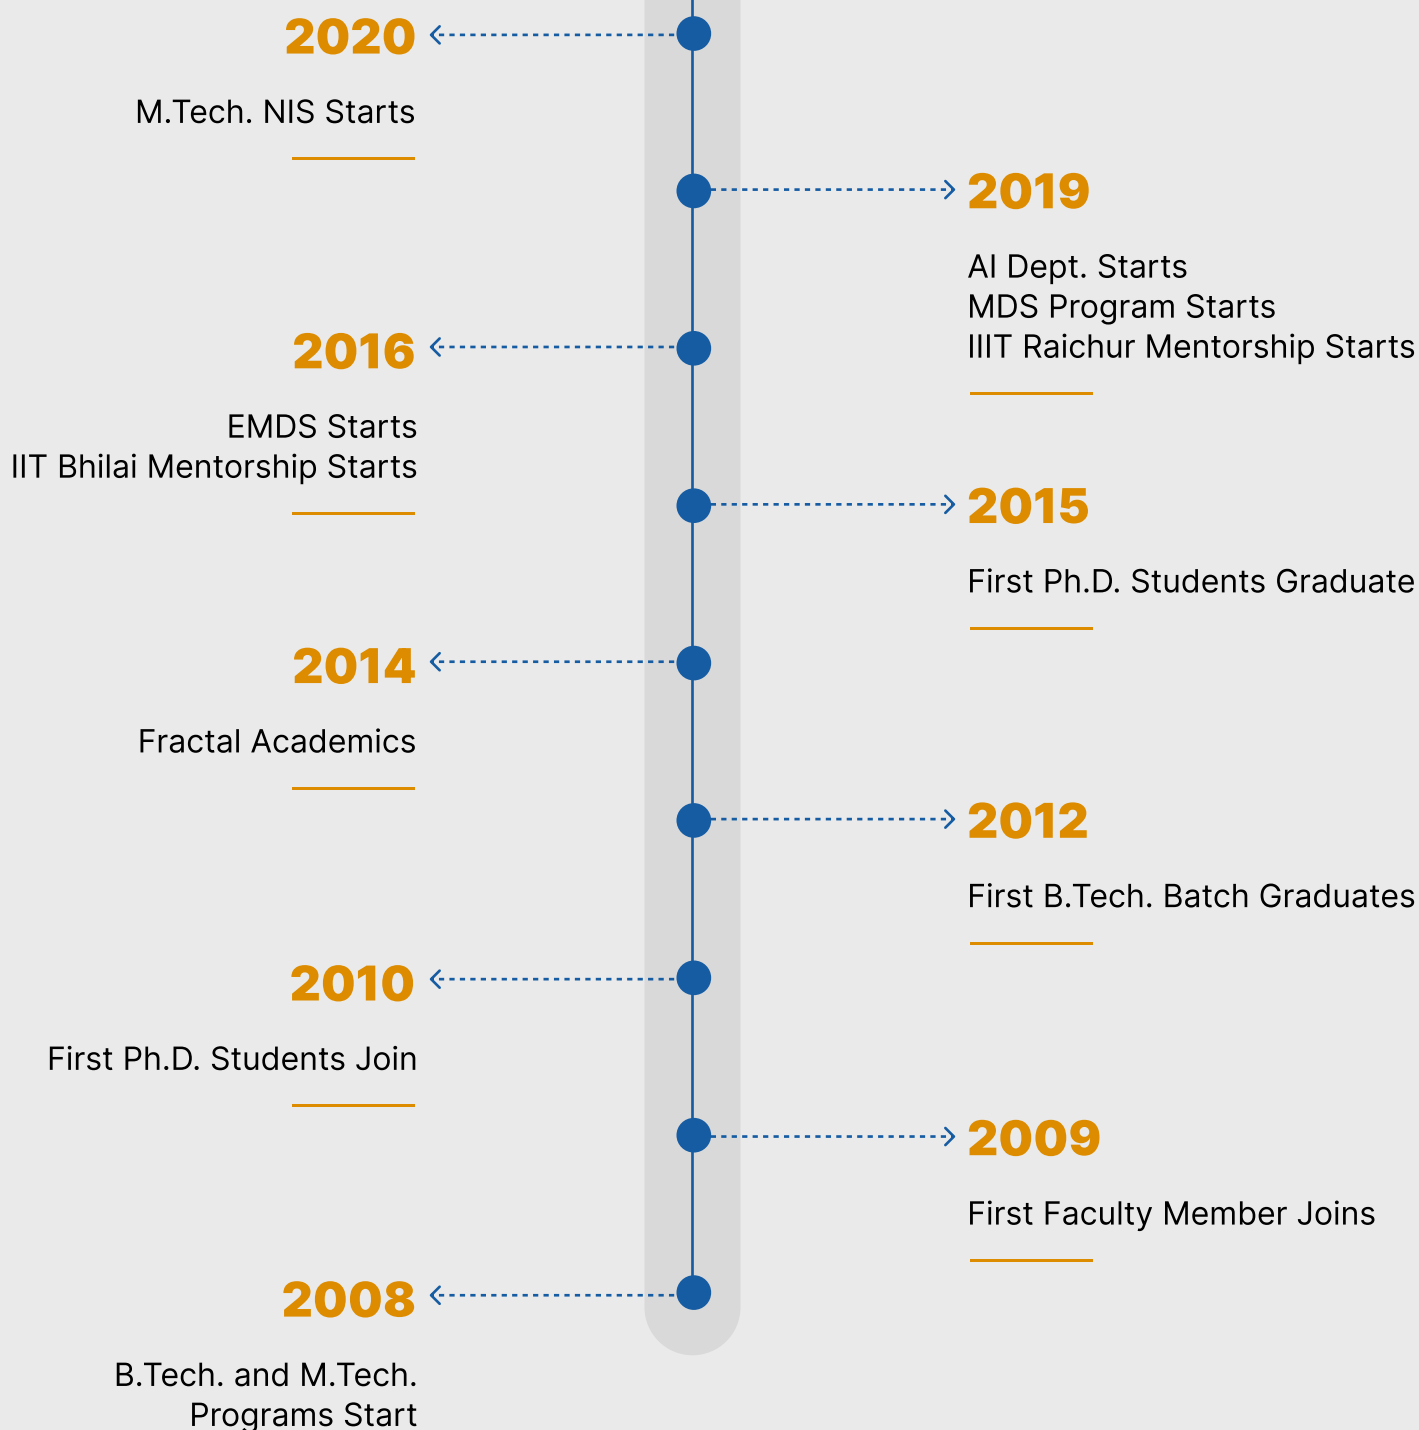 2020
M.Tech. NIS Starts
2019
AI Dept. Starts
MDS Program Starts
IIIT Raichur Mentorship Starts
2016
EMDS Starts
IIT Bhilai Mentorship Starts
2015
First Ph.D. Students Graduate
2014
Fractal Academics
2012
First B.Tech. Batch Graduates
2010
First Ph.D. Students Join
2009
First Faculty Member Joins
2008
B.Tech. and M.Tech.
Programs Start